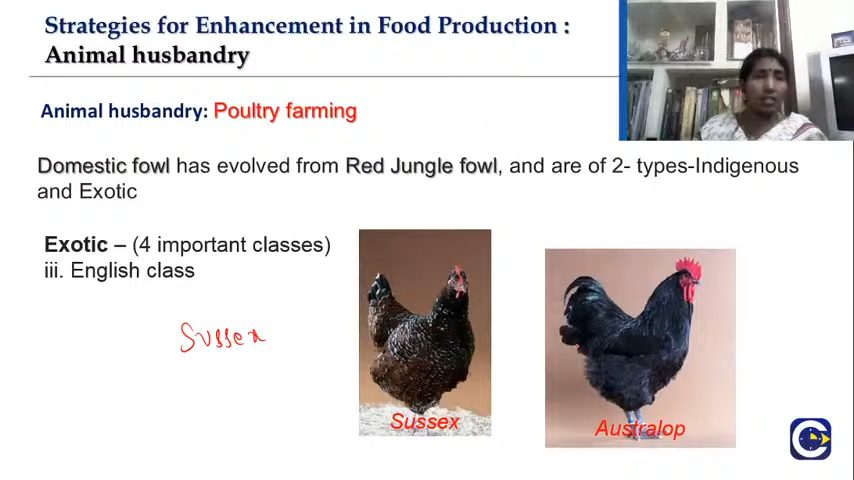 Strategies for Enhancement in Food Production :
Animal husbandry
Animal husbandry: Poultry farming
Domestic fowl has evolved from Red Jungle fowl, and are of 2- types-Indigenous
and Exotic
Exotic – (4 important classes)
iii. English class
Sussex
Sussex
Australop